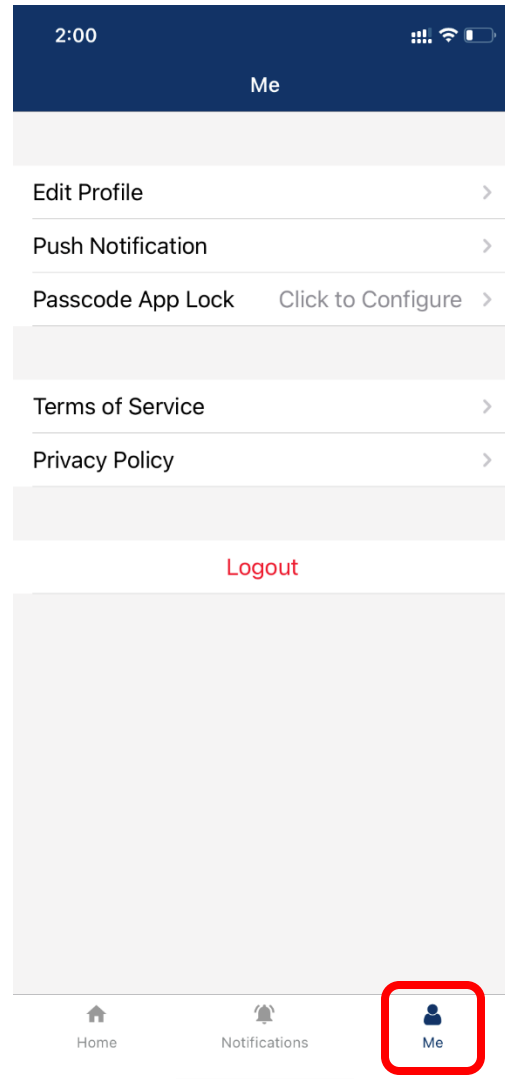 2:00
Me
Edit Profile
Push Notification
Passcode App Lock Click to Configure
Terms of Service
Privacy Policy
Logout
Home Notifications Me